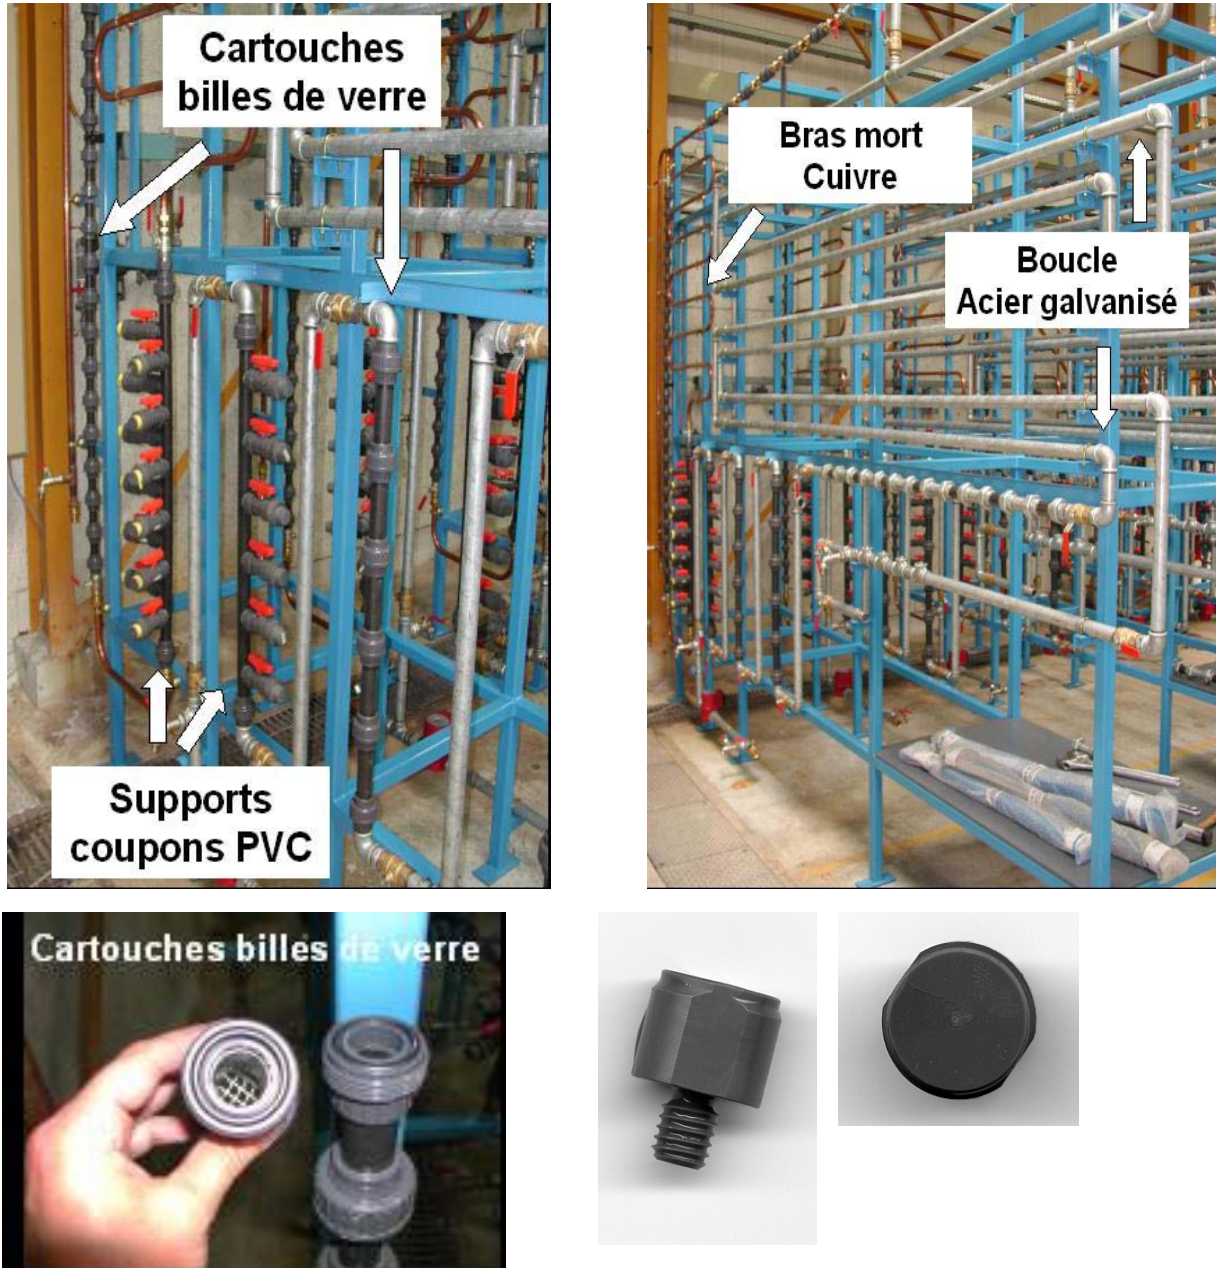 Cartouches
billes de verre
Supports
coupons PVC
Bras mort
Cuivre
Boucle
Acier galvanisé
Cartouches billes de verre